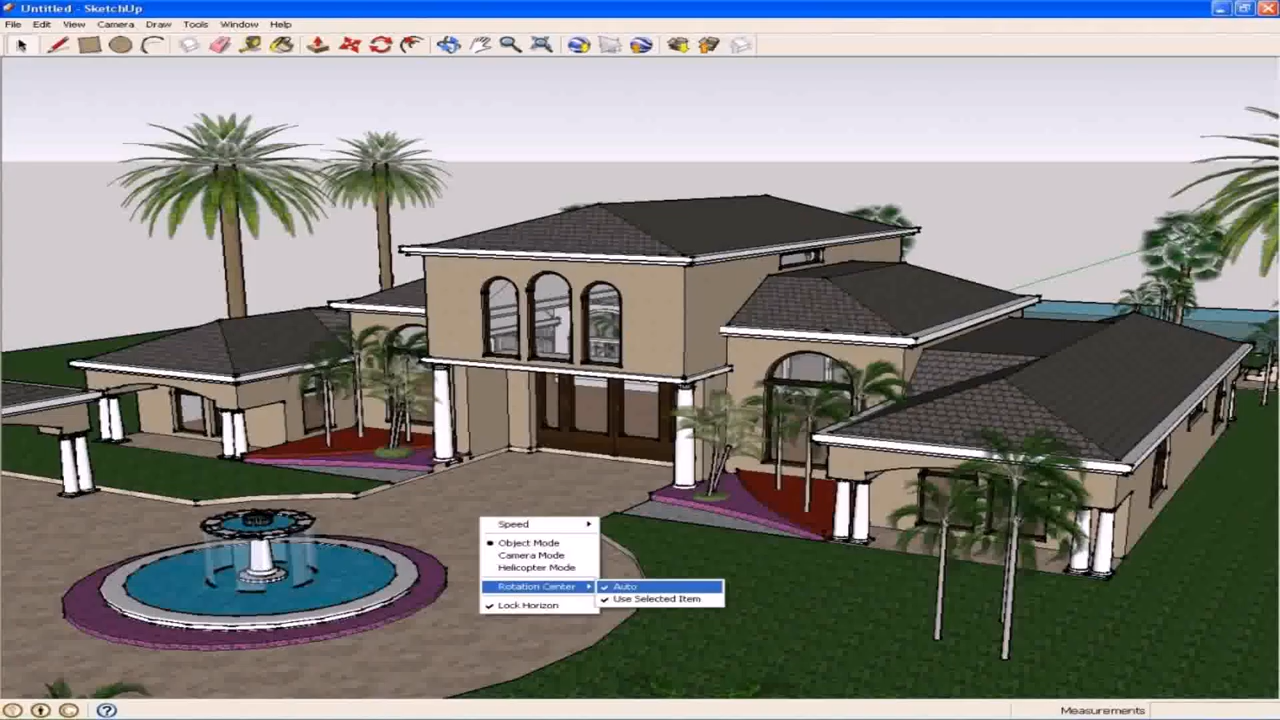 Untitled - SketchUp
File Edit View Camera Draw Tools Window Help
Speed
Object Mode
Camera Mode
Helicopter Mode
Rotation Center
Auto
Use Selected Item
Lock Horizon
Measurements